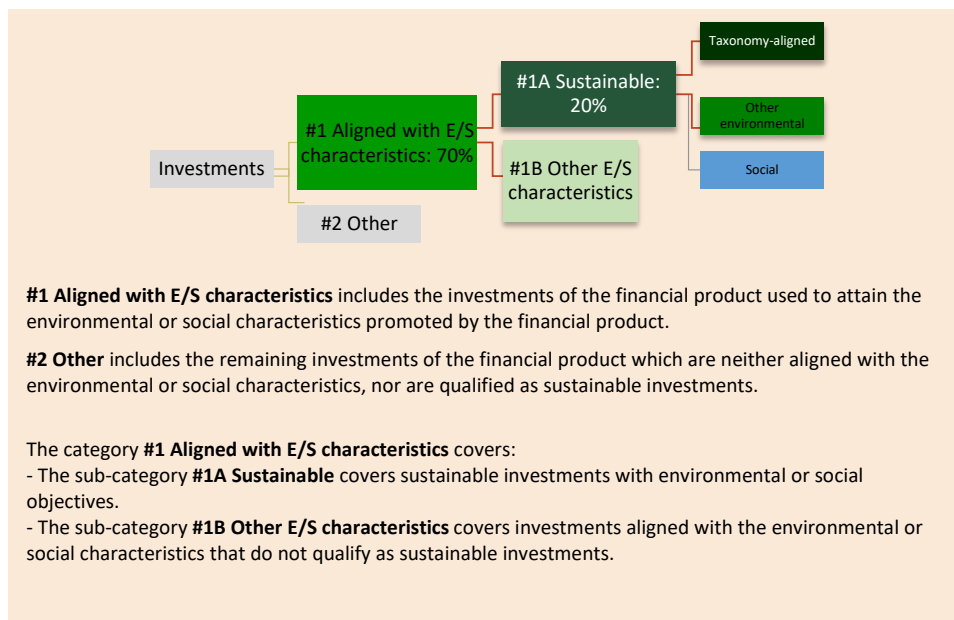 Taxonomy-aligned
#1A Sustainable:
20%
Other
environmental
#1 Aligned with E/S
characteristics: 70%
Investments
#1B Other E/S
characteristics
Social
#2 Other
#1 Aligned with E/S characteristics includes the investments of the financial product used to attain the
environmental or social characteristics promoted by the financial product.
#2 Other includes the remaining investments of the financial product which are neither aligned with the
environmental or social characteristics, nor are qualified as sustainable investments.
The category #1 Aligned with E/S characteristics covers:
- The sub-category #1A Sustainable covers sustainable investments with environmental or social
objectives.
- The sub-category #1B Other E/S characteristics covers investments aligned with the environmental or
social characteristics that do not qualify as sustainable investments.